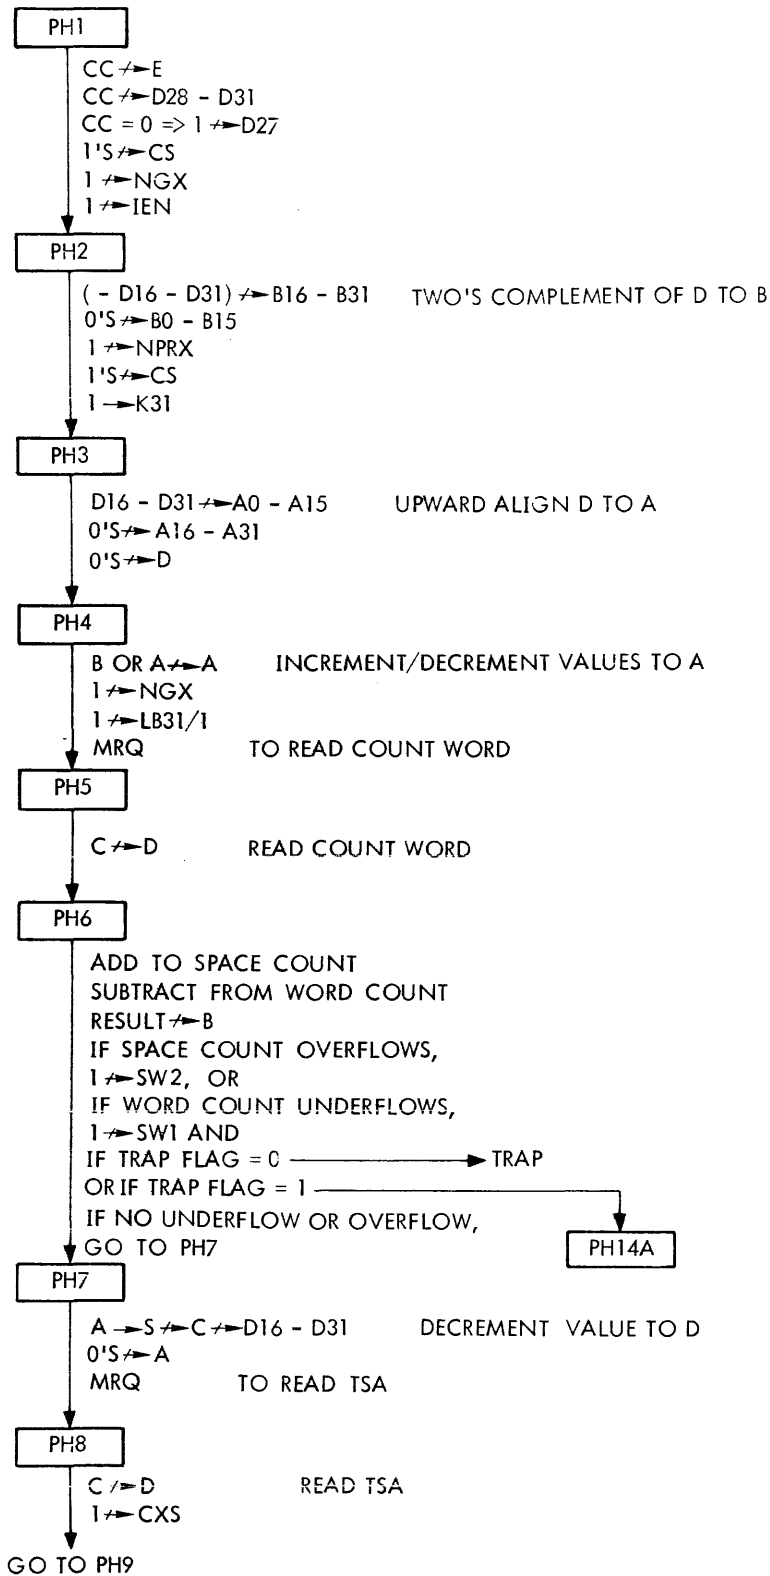 PH1
CC ↛ E
CC ↛ D28 - D31
CC = 0 => 1 ↛ D27
1'S ↛ CS
1 ↛ NGX
1 ↛ IEN
PH2
( - D16 - D31) ↛ B16 - B31 TWO'S COMPLEMENT OF D TO B
0'S ↛ B0 - B15
1 ↛ NPRX
1'S ↛ CS
1 → K31
PH3
D16 - D31 ↛ A0 - A15 UPWARD ALIGN D TO A
0'S ↛ A16 - A31
0'S ↛ D
PH4
B OR A ↛ A INCREMENT/DECREMENT VALUES TO A
1 ↛ NGX
1 ↛ LB31/1
MRQ TO READ COUNT WORD
PH5
C ↛ D READ COUNT WORD
PH6
ADD TO SPACE COUNT
SUBTRACT FROM WORD COUNT
RESULT ↛ B
IF SPACE COUNT OVERFLOWS,
1 ↛ SW2, OR
IF WORD COUNT UNDERFLOWS,
1 ↛ SW1 AND
IF TRAP FLAG = 0 → TRAP
OR IF TRAP FLAG = 1
IF NO UNDERFLOW OR OVERFLOW,
GO TO PH7
PH14A
PH7
A → S ↛ C ↛ D16 - D31 DECREMENT VALUE TO D
0'S ↛ A
MRQ TO READ TSA
PH8
C ↛ D READ TSA
1 ↛ CXS
GO TO PH9